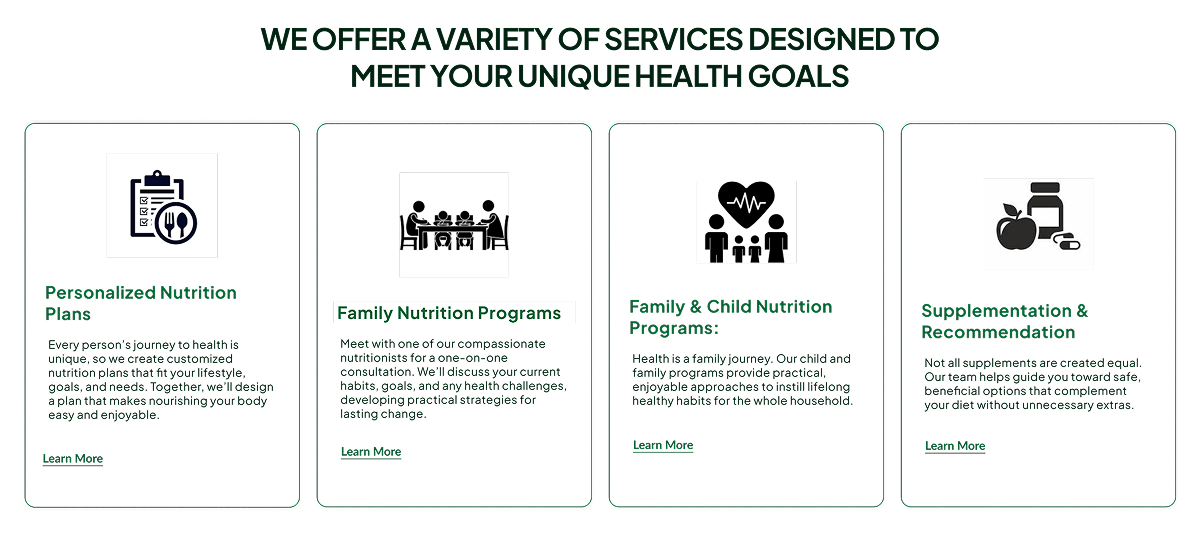 WE OFFER A VARIETY OF SERVICES DESIGNED TO
MEET YOUR UNIQUE HEALTH GOALS
Personalized Nutrition
Plans
Every person's journey to health is
unique, so we create customized
nutrition plans that fit your lifestyle,
goals, and needs. Together, we'll design
a plan that makes nourishing your body
easy and enjoyable.
Learn More
Family Nutrition Programs
Meet with one of our compassionate
nutritionists for a one-on-one
consultation. We'll discuss your current
habits, goals, and any health challenges,
developing practical strategies for
lasting change.
Learn More
Family & Child Nutrition
Programs:
Health is a family journey. Our child and
family programs provide practical,
enjoyable approaches to instill lifelong
healthy habits for the whole household.
Learn More
Supplementation &
Recommendation
Not all supplements are created equal.
Our team helps guide you toward safe,
beneficial options that complement
your diet without unnecessary extras.
Learn More